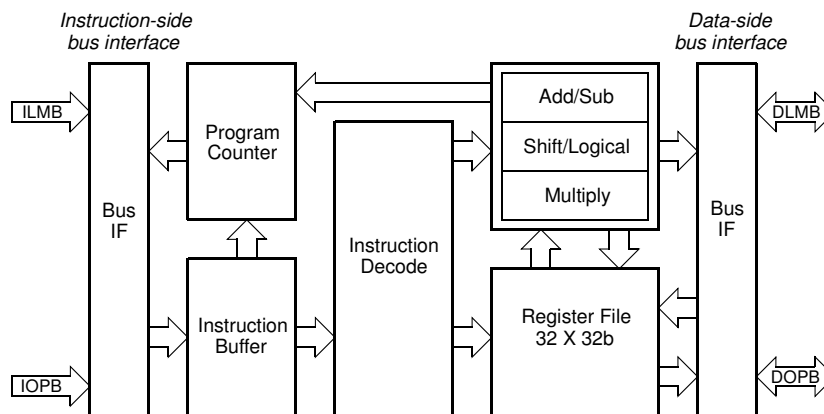 Instruction-side
bus interface
Data-side
bus interface
ILMB
Program
Counter
Add/Sub
DLMB
Shift/Logical
Multiply
Bus
IF
Instruction
Decode
Bus
IF
Instruction
Buffer
Register File
32 X 32b
IOPB
DOPB